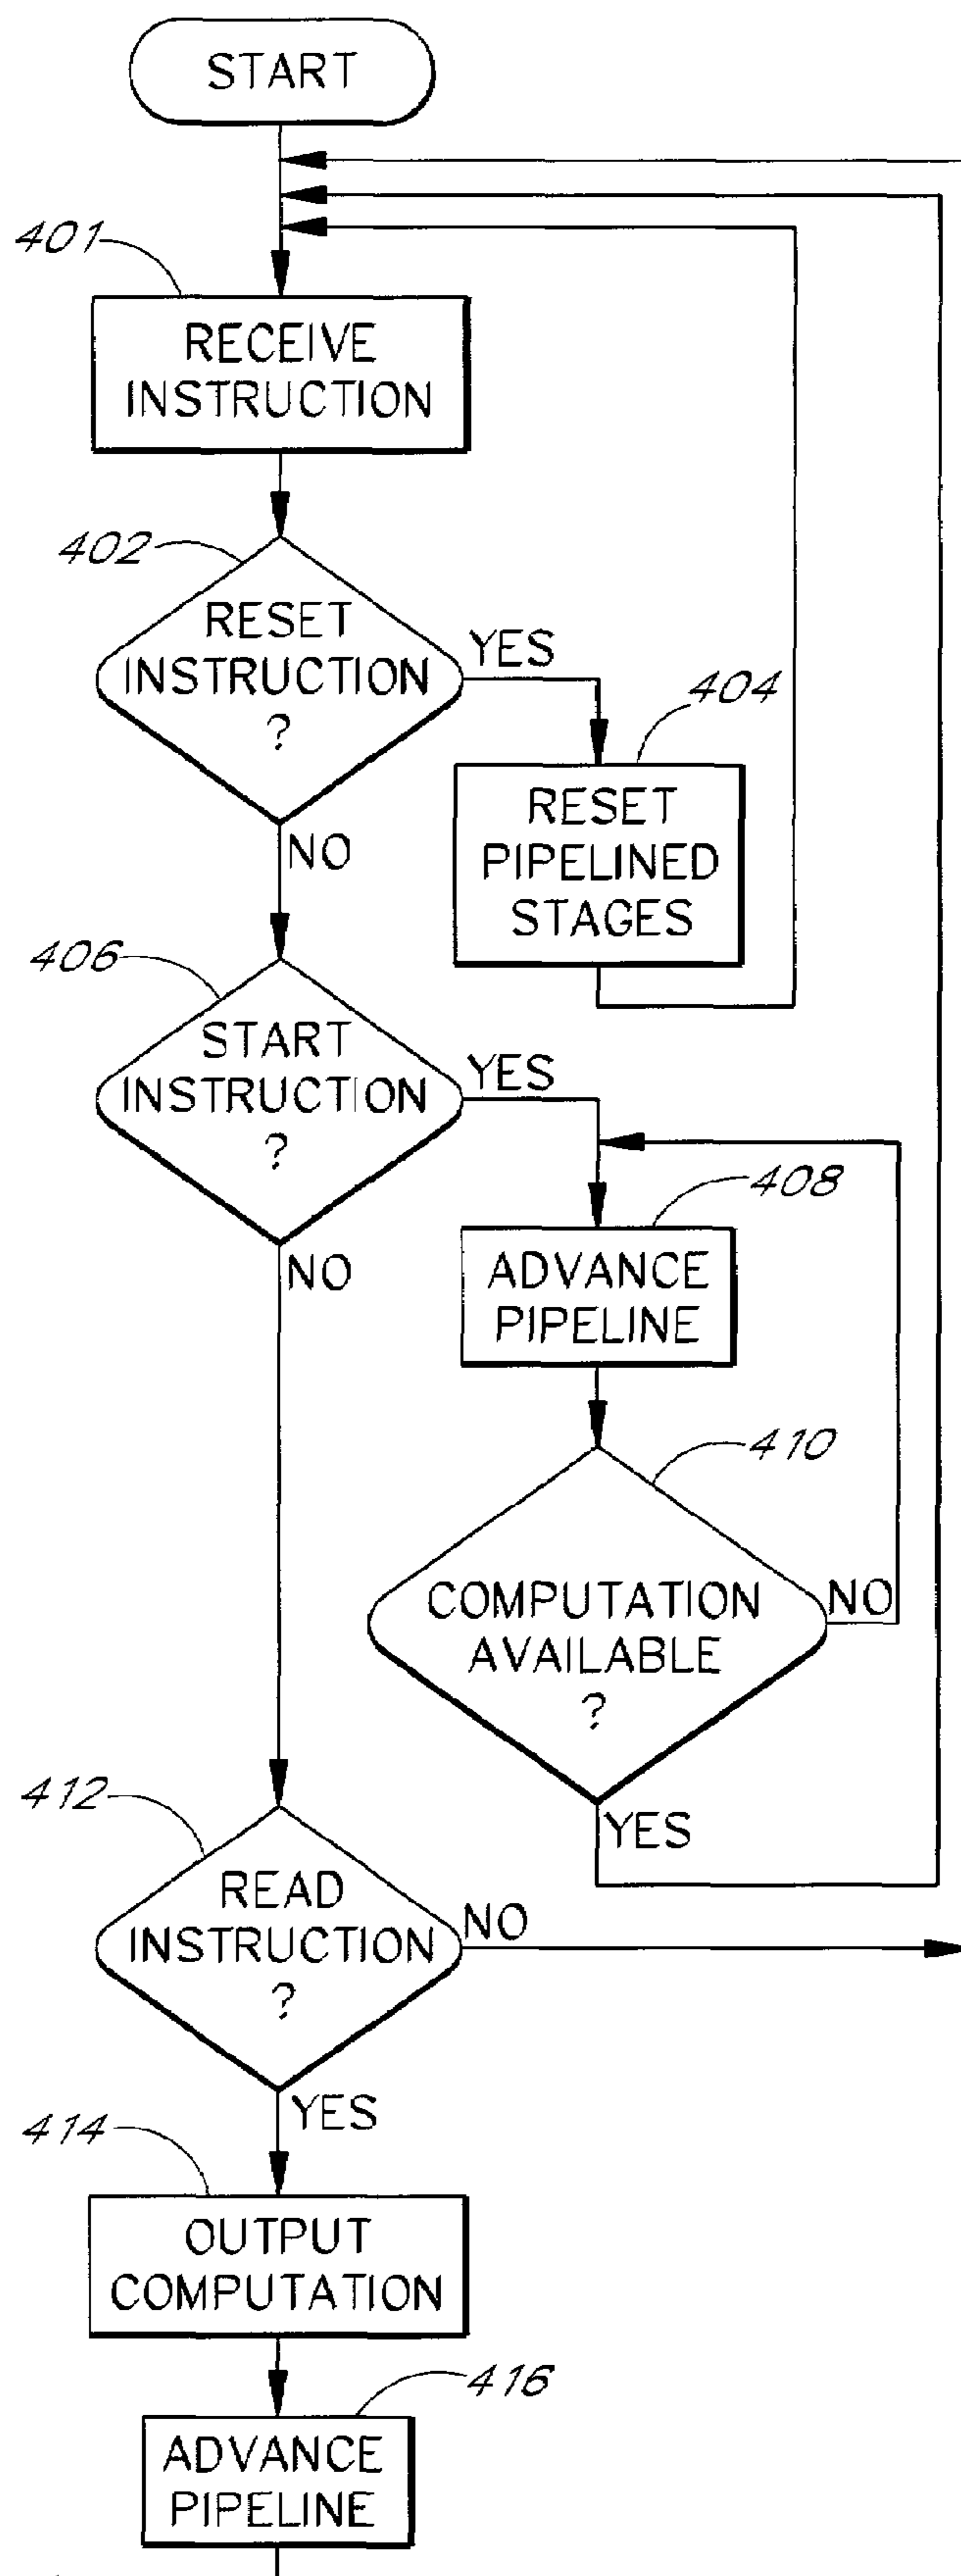 START
401
RECEIVE
INSTRUCTION
402
RESET
INSTRUCTION
?
YES
404
RESET
PIPELINED
STAGES
NO
406
START
INSTRUCTION
?
YES
408
ADVANCE
PIPELINE
NO
410
COMPUTATION
AVAILABLE
?
NO
YES
412
READ
INSTRUCTION
?
NO
YES
414
OUTPUT
COMPUTATION
416
ADVANCE
PIPELINE